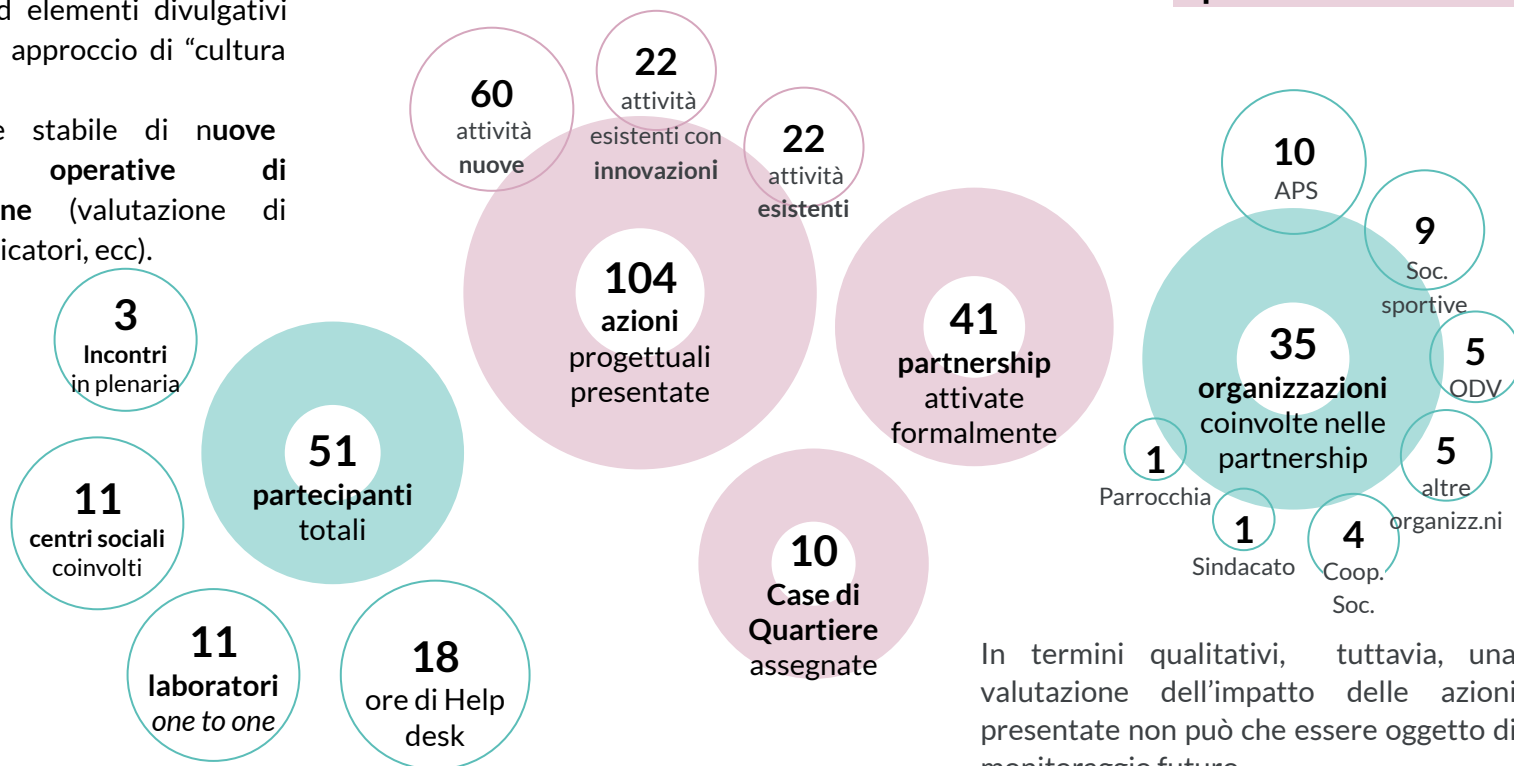 d elementi divulgativi
approccio di “cultura
e stabile di nuove
operative di
ne (valutazione di
icatori, ecc).
3
Incontri
in plenaria
11
centri sociali
coinvolti
11
laboratori
one to one
18
ore di Help
desk
51
partecipanti
totali
60
attività
nuove
22
attività
esistenti con
innovazioni
22
attività
esistenti
104
azioni
progettuali
presentate
41
partnership
attivate
formalmente
10
Case di
Quartiere
assegnate
10
APS
9
Soc.
sportive
5
ODV
5
altre
organizz.ni
4
Coop.
Soc.
1
Sindacato
1
Parrocchia
35
organizzazioni
coinvolte nelle
partnership
In termini qualitativi, tuttavia, una
valutazione dell’impatto delle azioni
presentate non può che essere oggetto di
monitoraggio futuro